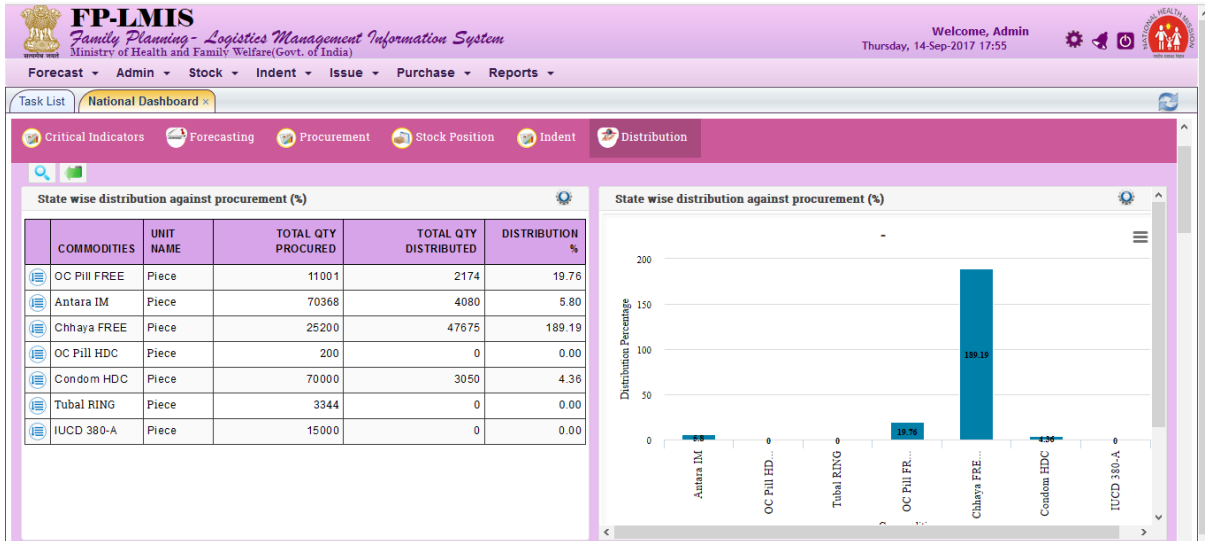 FP-LMIS
Family Planning - Logistics Management Information System
Ministry of Health and Family Welfare(Govt. of India)
सत्यमेव जयते
Welcome, Admin
Thursday, 14-Sep-2017 17:55
NATIONAL HEALTH MISSION
Forecast Admin Stock Indent Issue Purchase Reports
Task List National Dashboard ×
Critical Indicators Forecasting Procurement Stock Position Indent Distribution
State wise distribution against procurement (%)
COMMODITIES UNIT NAME TOTAL QTY PROCURED TOTAL QTY DISTRIBUTED DISTRIBUTION %
OC Pill FREE Piece 11001 2174 19.76
Antara IM Piece 70368 4080 5.80
Chhaya FREE Piece 25200 47675 189.19
OC Pill HDC Piece 200 0 0.00
Condom HDC Piece 70000 3050 4.36
Tubal RING Piece 3344 0 0.00
IUCD 380-A Piece 15000 0 0.00
State wise distribution against procurement (%)
-
Distribution Percentage
200
150
100
50
0
5.8 0 0 19.76 189.19 4.36 0
Antara IM
OC Pill HD...
Tubal RING
OC Pill FR...
Chhaya FRE...
Condom HDC
IUCD 380-A